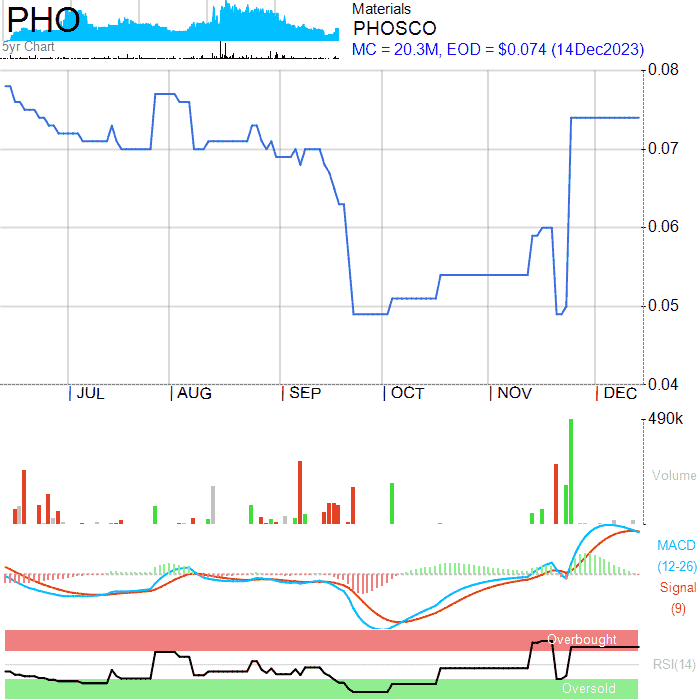 PHO
5yr Chart
Materials
PHOSCO
MC = 20.3M, EOD = $0.074 (14Dec2023)
0.08
0.07
0.06
0.05
0.04
JUL AUG SEP OCT NOV DEC
490k
Volume
MACD
(12-26)
Signal
(9)
Overbought
RSI(14)
Oversold